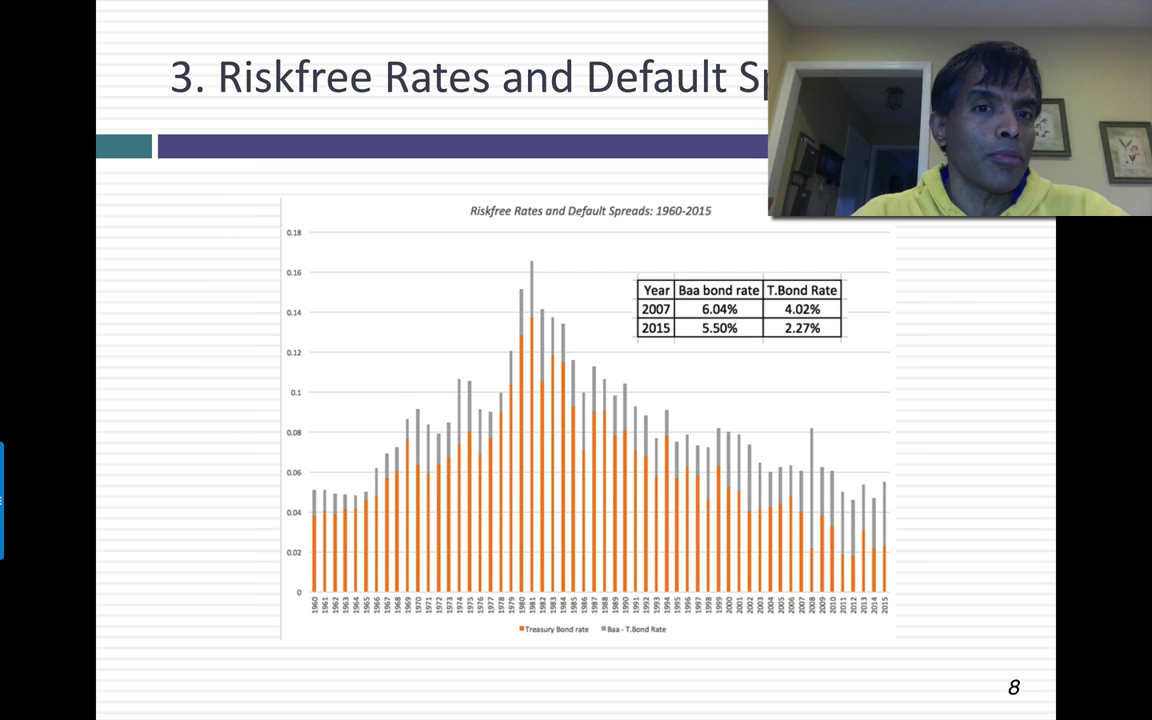 3. Riskfree Rates and Default
Riskfree Rates and Default Spreads: 1960-2015
0.18
0.16
0.14
0.12
0.1
0.08
0.06
0.04
0.02
0
Year Baa bond rate T.Bond Rate
2007 6.04% 4.02%
2015 5.50% 2.27%
1960 1961 1962 1963 1964 1965 1966 1967 1968 1969 1970 1971 1972 1973 1974 1975 1976 1977 1978 1979 1980 1981 1982 1983 1984 1985 1986 1987 1988 1989 1990 1991 1992 1993 1994 1995 1996 1997 1998 1999 2000 2001 2002 2003 2004 2005 2006 2007 2008 2009 2010 2011 2012 2013 2014 2015
Treasury Bond rate Baa - T.Bond Rate
8